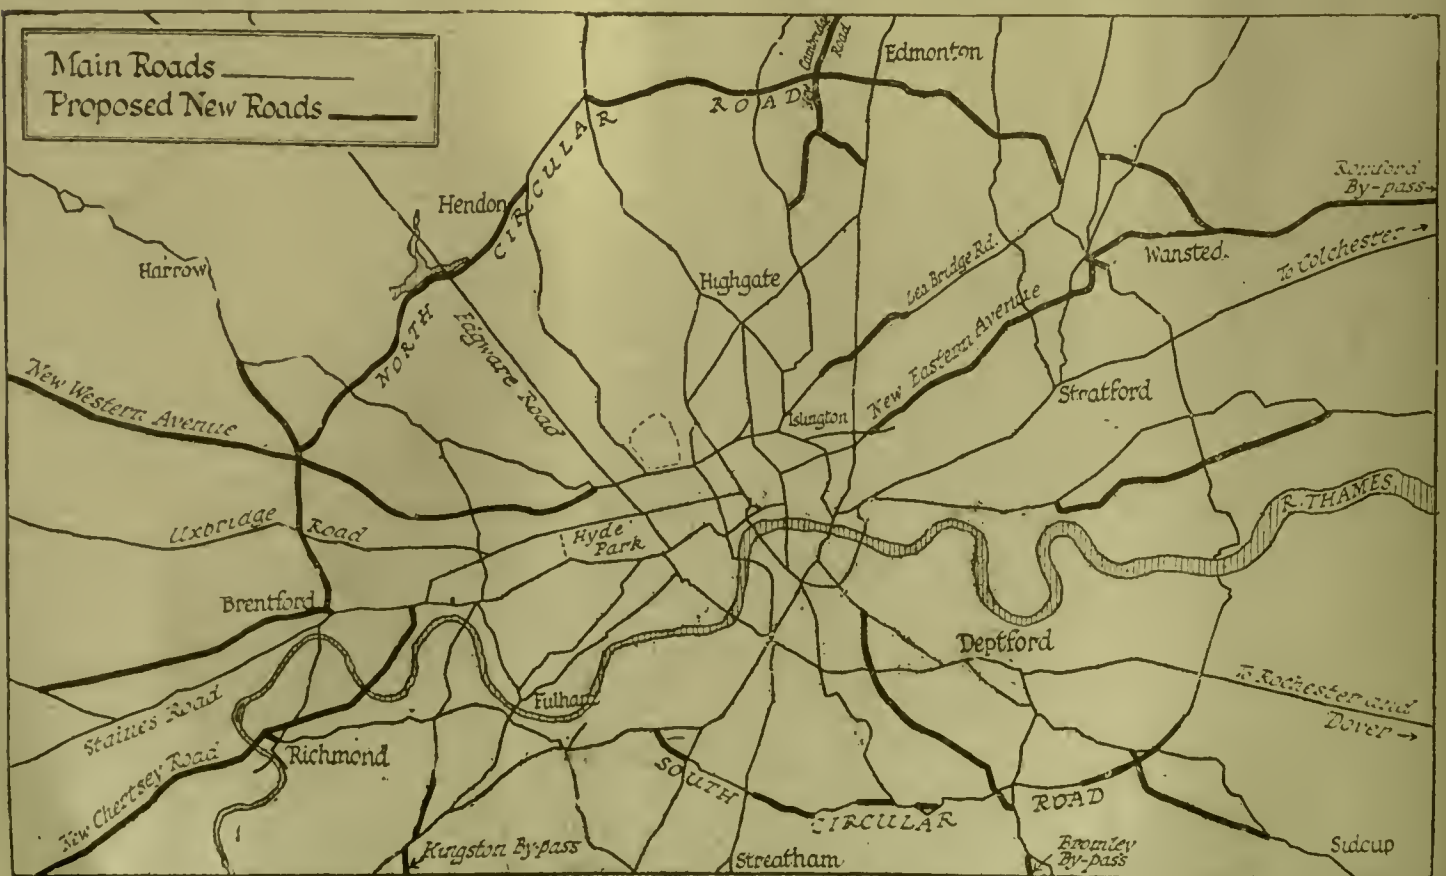 Main Roads
Proposed New Roads
Cambridge
Road
Edmonton
NORTH CIRCULAR ROAD
Hendon
Harrow
Romford
By-pass
Wansted.
To Colchester
Highgate
Lea Bridge Rd.
Edgware Road
New Eastern Avenue
New Western Avenue
Islington
Stratford
R. THAMES
Uxbridge Road
Hyde
Park
Brentford
Deptford
Fulham
To Rochester and
Dover
Staines Road
Richmond
New Chertsey Road
SOUTH CIRCULAR ROAD
Kingston By-pass
Streatham
Bromley
By-pass
Sidcup